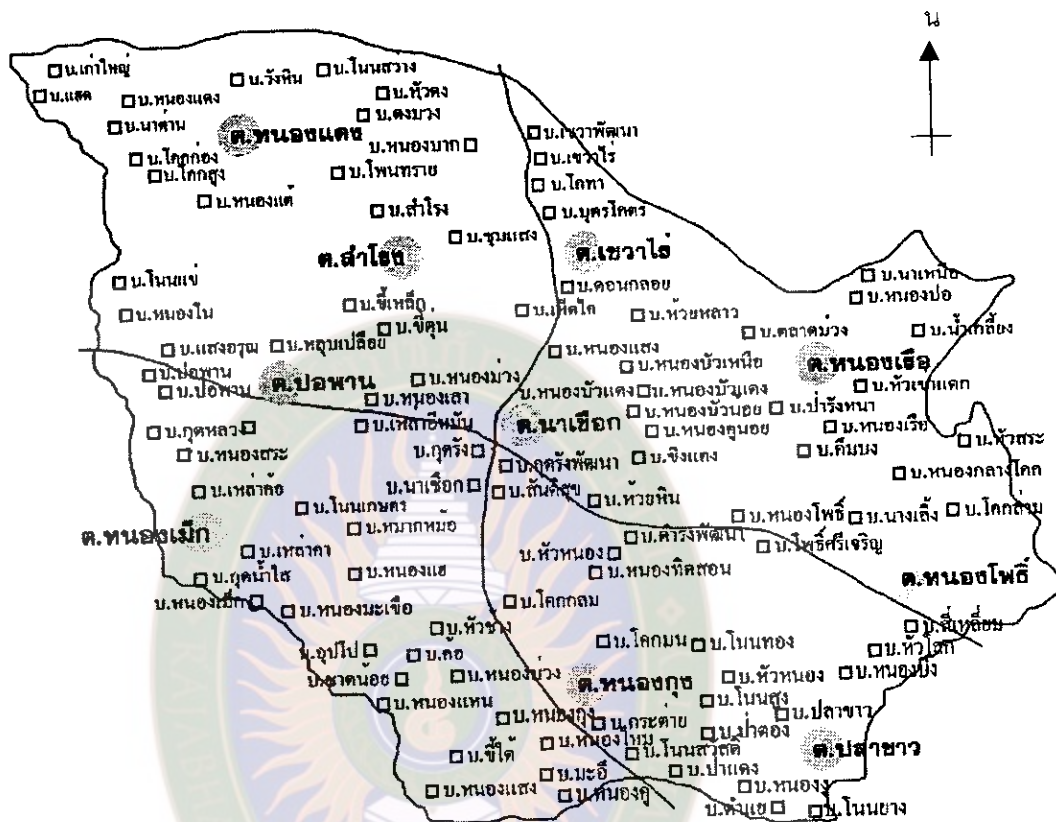 น
บ.เก่าใหญ่
บ.วังหิน
บ.โนนสวาง
บ.แสด
บ.หนองแดง
บ.หัวดง
บ.ดงบวง
บ.นาด่าน
ต.หนองแดง
บ.เชวาพัฒนา
บ.หนองบาก
บ.โคกก่อง
บ.เขวาไร่
บ.โคกสูง
บ.โพนทราย
บ.โกทา
บ.หนองแต้
บ.สำโรง
บ.บุตรโคตร
บ.ชุมแสง
ต.สำโรง
ต.เขวาไร่
บ.โนนแข่
บ.ดอนกลอย
บ.นาเหนือ
บ.หนองปอ
บ.ขี้เหล็ก
บ.หนองโน
บ.เห็ดไค
บ.ห้วยหลาว
บ.ขี้ตุ่น
บ.ตลาดม่วง
บ.น้ำเกลี้ยง
บ.แสงอรุณ
บ.หลุบเปลือย
บ.หนองแสง
บ.หนองบัวเหนือ
ต.หนองเรือ
บ.ปอพาน
ต.ปอพาน
บ.หนองม่วง
บ.หัวเขาแตก
บ.ปอพาน
บ.หนองบัวแดง
บ.หนองบัวแดง
บ.หนองเลา
บ.หนองบัวน้อย
บ.ป่ารังหนา
บ.เหล่าอีหมัน
ต.นาเชือก
บ.หนองเรือ
บ.กุดหลวง
บ.หนองคูน้อย
บ.หัวสระ
บ.กุดรัง
บ.คึมบง
บ.หนองสระ
บ.กุดรังพัฒนา
บ.ขิงแคง
บ.หนองกลางโคก
บ.นาเชือก
บ.เหล่าค้อ
บ.สันติสุข
บ.ห้วยหิน
บ.โนนเกษตร
บ.โคกล่าม
บ.หนองโพธิ์
บ.นางเลิ้ง
บ.หมากหม้อ
ต.หนองเม็ก
บ.ดำรงพัฒนา
บ.โพธิ์ศรีเจริญ
บ.เหล่าคา
บ.หัวหนอง
บ.กุดน้ำใส
บ.หนองแฮ
บ.หนองทิดสอน
ต.หนองโพธิ์
บ.หนองเม็ก
บ.หนองมะเขือ
บ.โคกกลม
บ.หัวช้าง
บ.สี่เหลี่ยม
บ.โคกมน
บ.โนนทอง
บ.อุปโป
บ.ค้อ
บ.ชาดน้อย
บ.หนองบ่วง
ต.หนองกุง
บ.หัวหนอง
บ.หนองบึง
บ.หนองแหน
บ.โนนสูง
บ.หนองกุง
บ.กระต่าย
บ.ปลาขาว
บ.ป่าตอง
บ.ขี้ใต้
บ.โนนสวัสดิ์
ต.ปลาขาว
บ.มะอึ
บ.ป่าแดง
บ.หนองแสง
บ.หนองคู
บ.โนนยาง